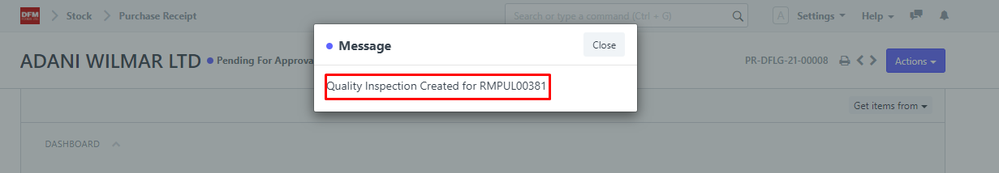 DFM
Stock
Purchase Receipt
Search or type a command (Ctrl + G)
A
Settings
Help
Message
Close
ADANI WILMAR LTD
Pending For Approva
PR-DFLG-21-00008
Actions
Quality Inspection Created for RMPUL00381
Get items from
DASHBOARD